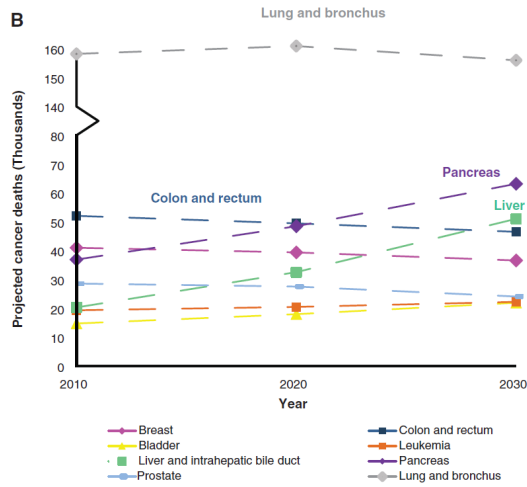 B
Lung and bronchus
160
150
140
80
70
60
50
40
30
20
10
0
Projected cancer deaths (Thousands)
Pancreas
Colon and rectum
Liver
2010
2020
2030
Year
Breast
Colon and rectum
Bladder
Leukemia
Liver and intrahepatic bile duct
Pancreas
Prostate
Lung and bronchus